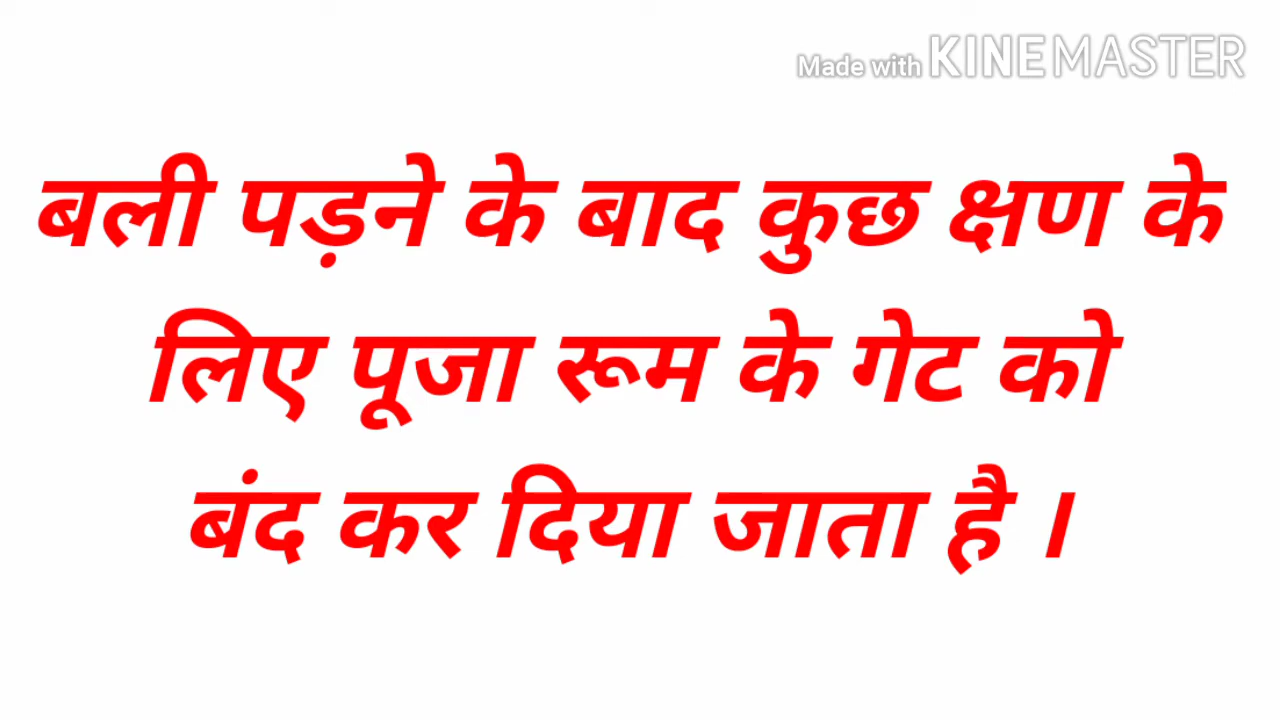 Made with KINEMASTER
बली पड़ने के बाद कुछ क्षण के
लिए पूजा रूम के गेट को
बंद कर दिया जाता है ।